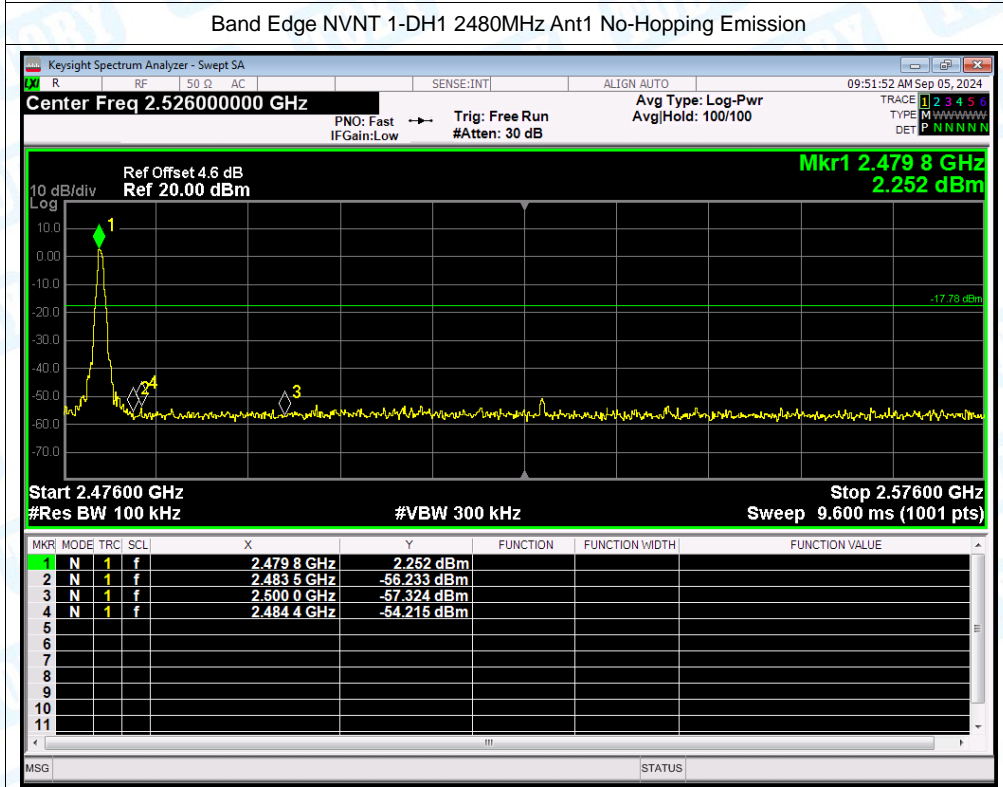 Band Edge NVNT 1-DH1 2480MHz Ant1 No-Hopping Emission
Keysight Spectrum Analyzer - Swept SA
LXI R RF 50 Ω AC SENSE:INT ALIGN AUTO 09:51:52 AM Sep 05, 2024
Center Freq 2.526000000 GHz Avg Type: Log-Pwr TRACE 1 2 3 4 5 6
PNO: Fast Trig: Free Run Avg|Hold: 100/100 TYPE M WWWWW
IFGain:Low #Atten: 30 dB DET P N N N N N
Mkr1 2.479 8 GHz
Ref Offset 4.6 dB
10 dB/div Ref 20.00 dBm 2.252 dBm
Log
10.0
1
0.00
-10.0
-17.78 dBm
-20.0
-30.0
-40.0
2 4 3
-50.0
-60.0
-70.0
Start 2.47600 GHz Stop 2.57600 GHz
#Res BW 100 kHz #VBW 300 kHz Sweep 9.600 ms (1001 pts)
MKR MODE TRC SCL X Y FUNCTION FUNCTION WIDTH FUNCTION VALUE
1 N 1 f 2.479 8 GHz 2.252 dBm
2 N 1 f 2.483 5 GHz -56.233 dBm
3 N 1 f 2.500 0 GHz -57.324 dBm
4 N 1 f 2.484 4 GHz -54.215 dBm
5
6
7
8
9
10
11
MSG STATUS